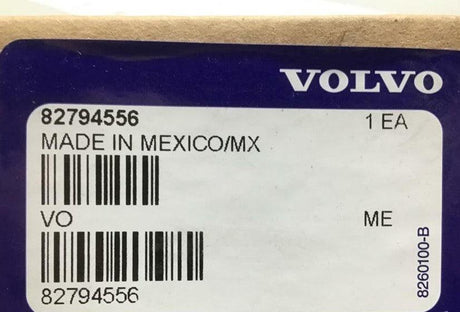 VOLVO
82794556 1 EA
MADE IN MEXICO/MX
VO ME
82794556
8260100-B